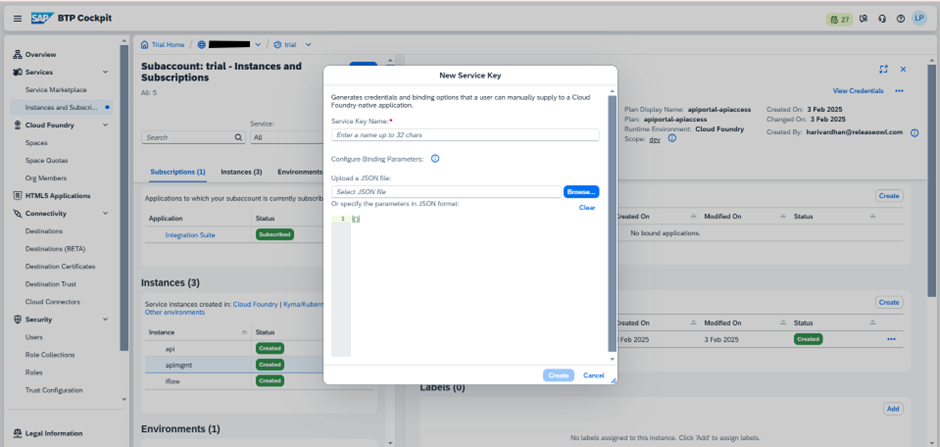 SAP BTP Cockpit
27
LP
Overview
Services
Service Marketplace
Instances and Subscri...
Cloud Foundry
Spaces
Space Quotas
Org Members
HTML5 Applications
Connectivity
Destinations
Destinations (BETA)
Destination Certificates
Destination Trust
Cloud Connectors
Security
Users
Role Collections
Roles
Trust Configuration
Legal Information
Trial Home / / trial
Subaccount: trial - Instances and
Subscriptions
All: 5
Service:
Search
All
Subscriptions (1) Instances (3) Environments
Applications to which your subaccount is currently subscrib
Application Status
Integration Suite Subscribed
Instances (3)
Service instances created in: Cloud Foundry | Kyma/Kubern
Other environments
Instance Status
api Created
apimgmt Created
iflow Created
Environments (1)
New Service Key
Generates credentials and binding options that a user can manually supply to a Cloud
Foundry-native application.
Service Key Name:*
Enter a name up to 32 chars
Configure Binding Parameters:
Upload a JSON file:
Select JSON file Browse...
Or specify the parameters in JSON format:
Clear
1 {}
Create Cancel
View Credentials
Plan Display Name: apiportal-apiaccess
Plan: apiportal-apiaccess
Runtime Environment: Cloud Foundry
Scope: dev
Created On: 3 Feb 2025
Changed On: 3 Feb 2025
Created By: harivardhan@releaseowl.com
Create
Created On Modified On
No bound applications.
Create
Created On Modified On Status
3 Feb 2025 3 Feb 2025 Created
Labels (0)
Add
No labels assigned to this instance. Click 'Add' to assign labels.